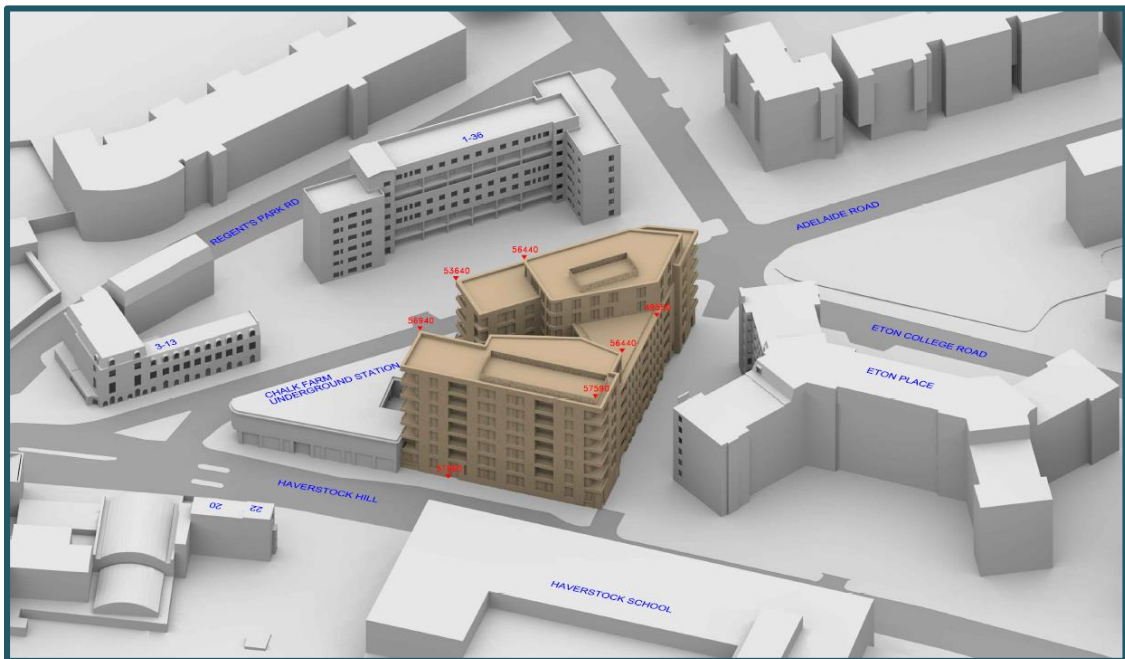 1-36
REGENT'S PARK RD
ADELAIDE ROAD
56440
53640
56940
3-13
CHALK FARM
UNDERGROUND STATION
56440
57590
ETON COLLEGE ROAD
ETON PLACE
HAVERSTOCK HILL
20
22
HAVERSTOCK SCHOOL